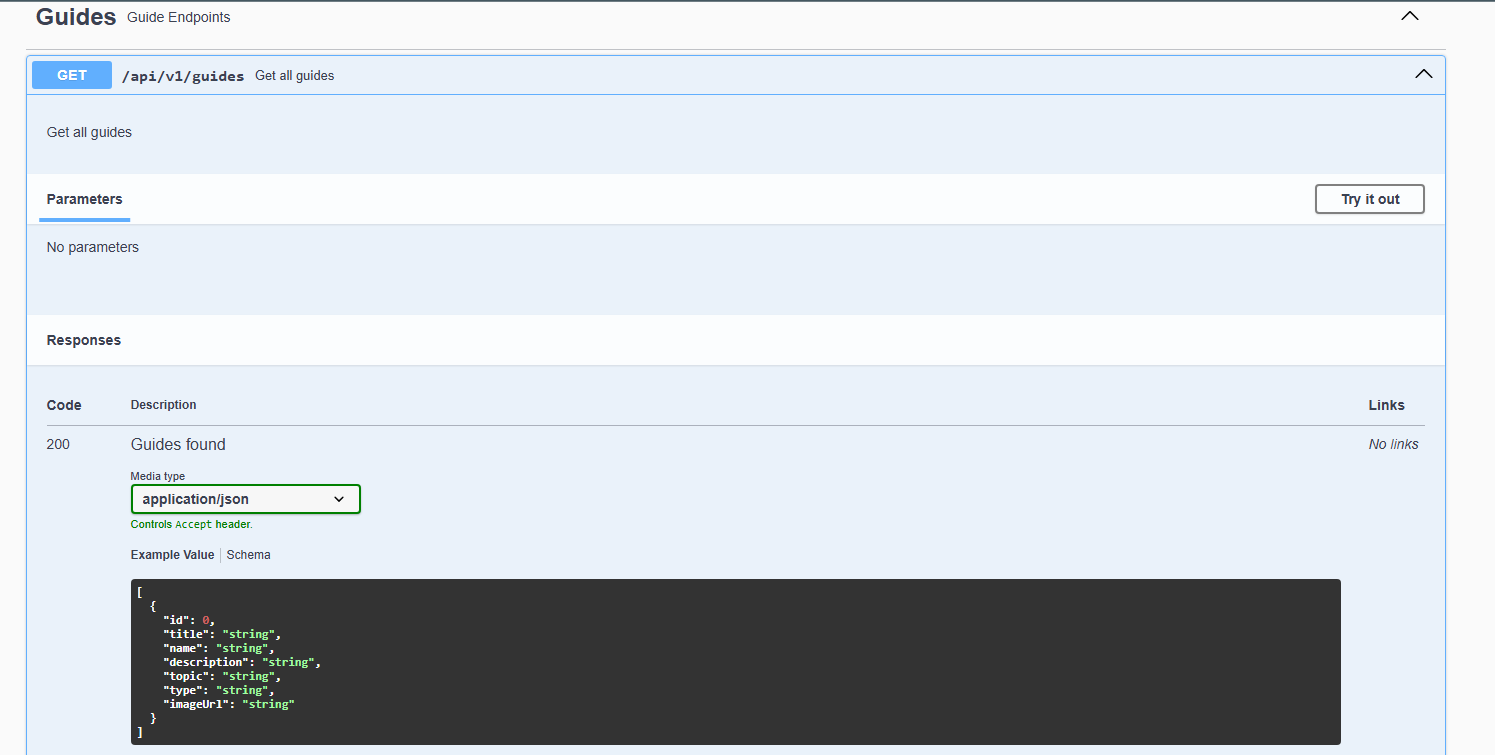 Guides Guide Endpoints
GET /api/v1/guides Get all guides
Get all guides
Parameters Try it out
No parameters
Responses
Code Description Links
200 Guides found No links
Media type
application/json
Controls Accept header.
Example Value Schema
[
  {
    "id": 0,
    "title": "string",
    "name": "string",
    "description": "string",
    "topic": "string",
    "type": "string",
    "imageUrl": "string"
  }
]